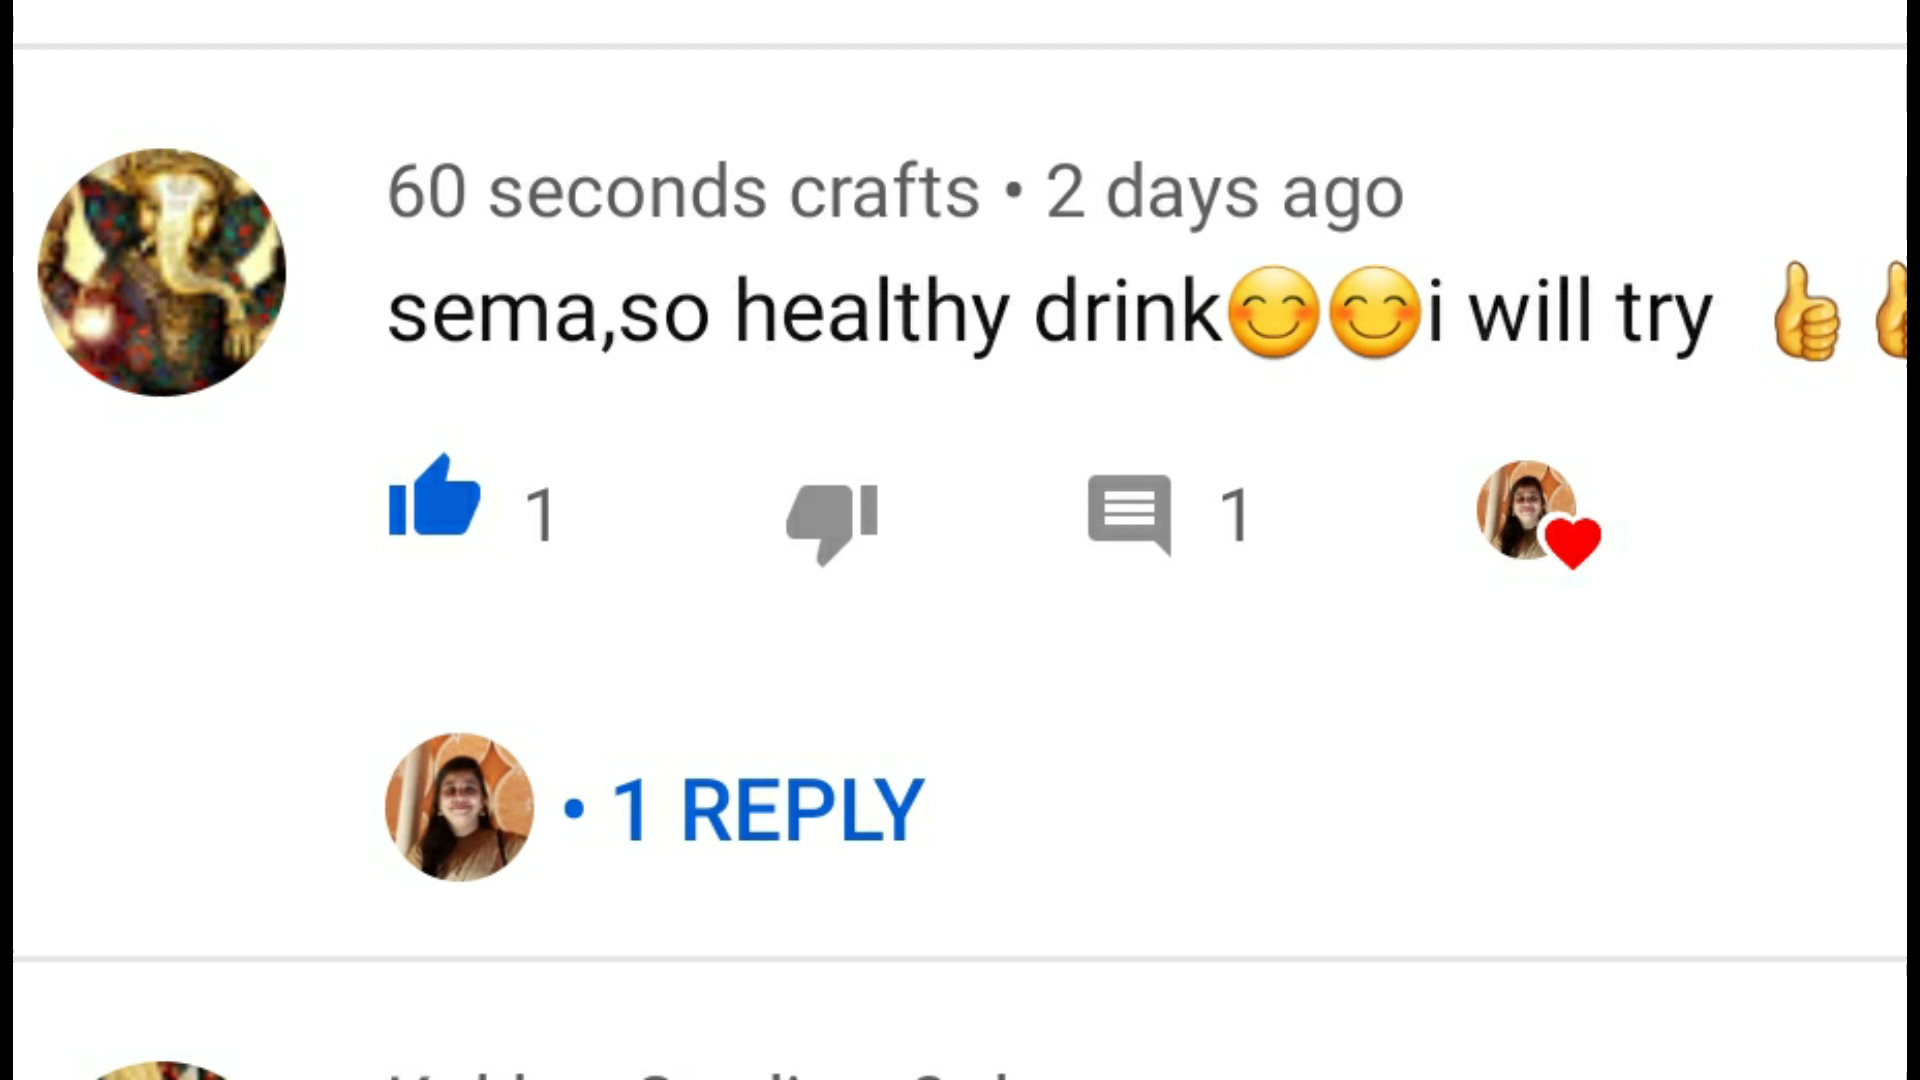 60 seconds crafts • 2 days ago
sema,so healthy drink😊😊i will try 👍👍
1 1
• 1 REPLY